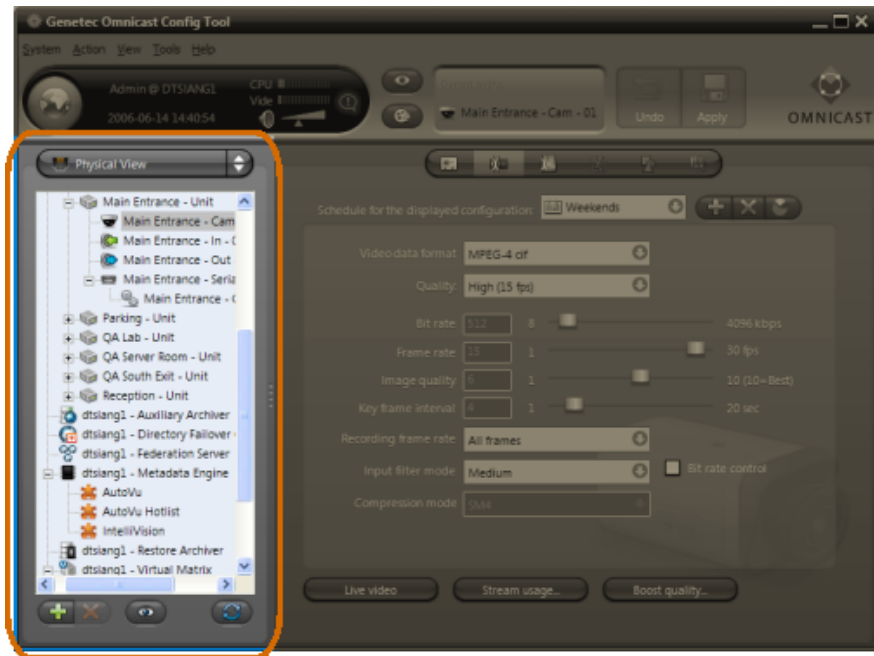 Genetec Omnicast Config Tool
System Action View Tools Help
Admin @ DTSIANG1
2006-06-14 14:40:54
CPU
Vide
Main Entrance - Cam - 01
Undo
Apply
OMNICAST
Physical View
Main Entrance - Unit
Main Entrance - Cam
Main Entrance - In -
Main Entrance - Out
Main Entrance - Seria
Main Entrance -
Parking - Unit
QA Lab - Unit
QA Server Room - Unit
QA South Exit - Unit
Reception - Unit
dtsiang1 - Auxiliary Archiver
dtsiang1 - Directory Failover
dtsiang1 - Federation Server
dtsiang1 - Metadata Engine
AutoVu
AutoVu Hotlist
IntelliVision
dtsiang1 - Restore Archiver
dtsiang1 - Virtual Matrix
Schedule for the displayed configuration: Weekends
Video data format MPEG-4 cif
Quality: High (15 fps)
Bit rate 512 8 4096 kbps
Frame rate 15 1 30 fps
Image quality 6 1 10 (10=Best)
Key frame interval 4 1 20 sec
Recording frame rate All frames
Input filter mode Medium Bit rate control
Compression mode SM4
Live video
Stream usage...
Boost quality...